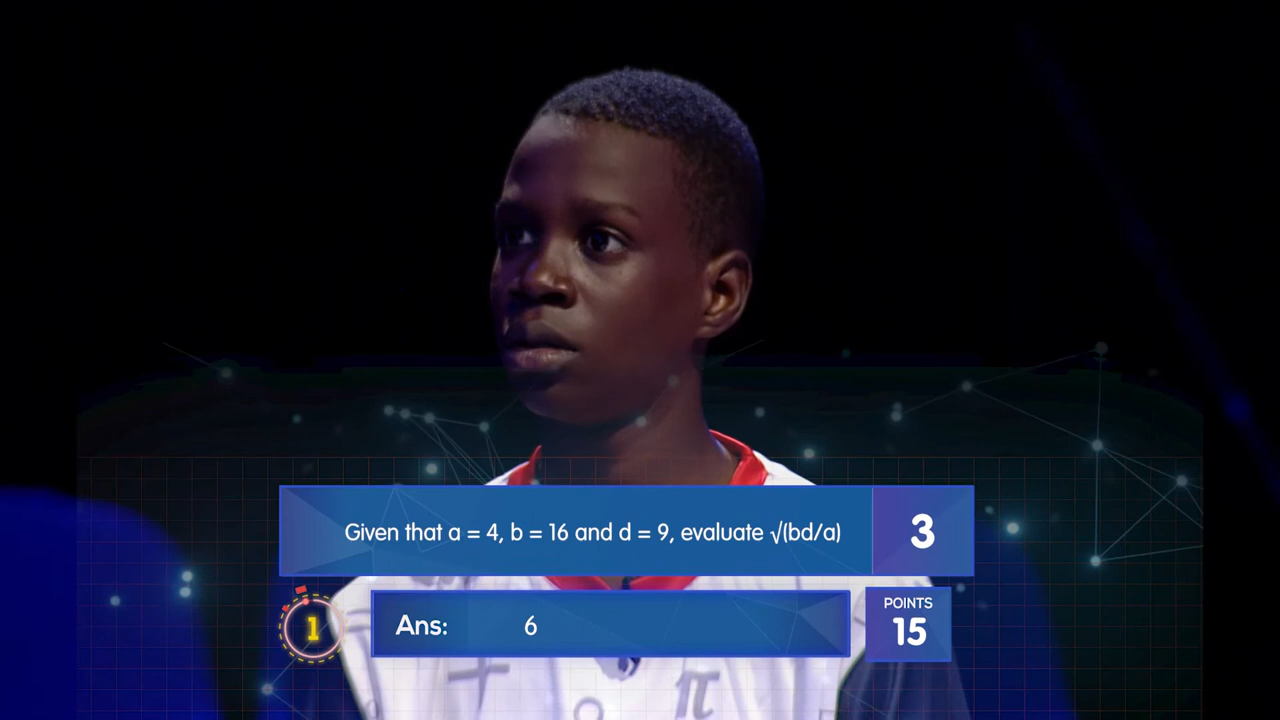 Given that a = 4, b = 16 and d = 9, evaluate √(bd/a)
3
1
Ans: 6
POINTS
15
π